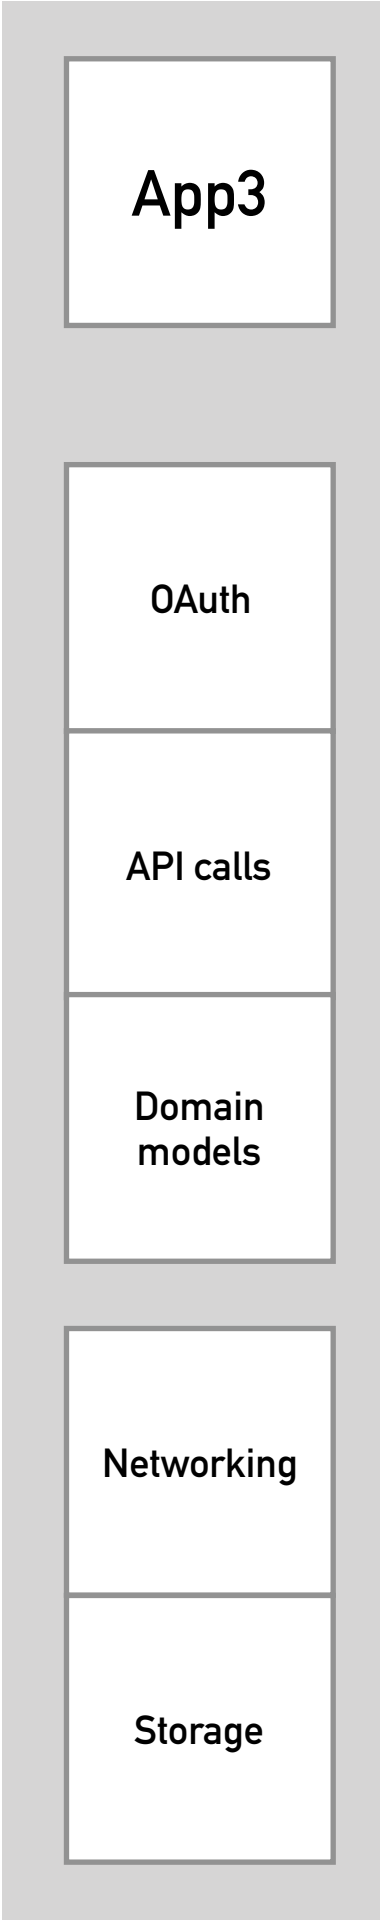 App3
OAuth
API calls
Domain
models
Networking
Storage